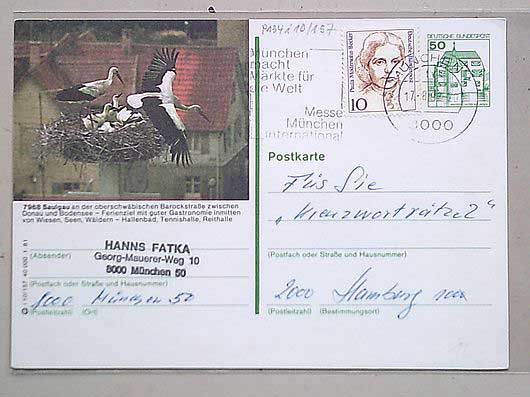 P134 i 10/157
München
macht
Märkte für
die Welt
Messe
München
International
10
DEUTSCHE BUNDESPOST
50
8000
Postkarte
7968 Saulgau an der oberschwäbischen Barockstraße zwischen
Donau und Bodensee – Ferienziel mit guter Gastronomie inmitten
von Wiesen, Seen, Wäldern – Hallenbad, Tennishalle, Reithalle
Für Sie
„Kreuzworträtsel"
HANNS FATKA
(Absender)
Georg-Mauerer-Weg 10
8000 München 50
(Postfach oder Straße und Hausnummer)
8000 München 50
(Postleitzahl) (Ort)
(Postfach oder Straße und Hausnummer)
2000 Hamburg
(Postleitzahl) (Bestimmungsort)